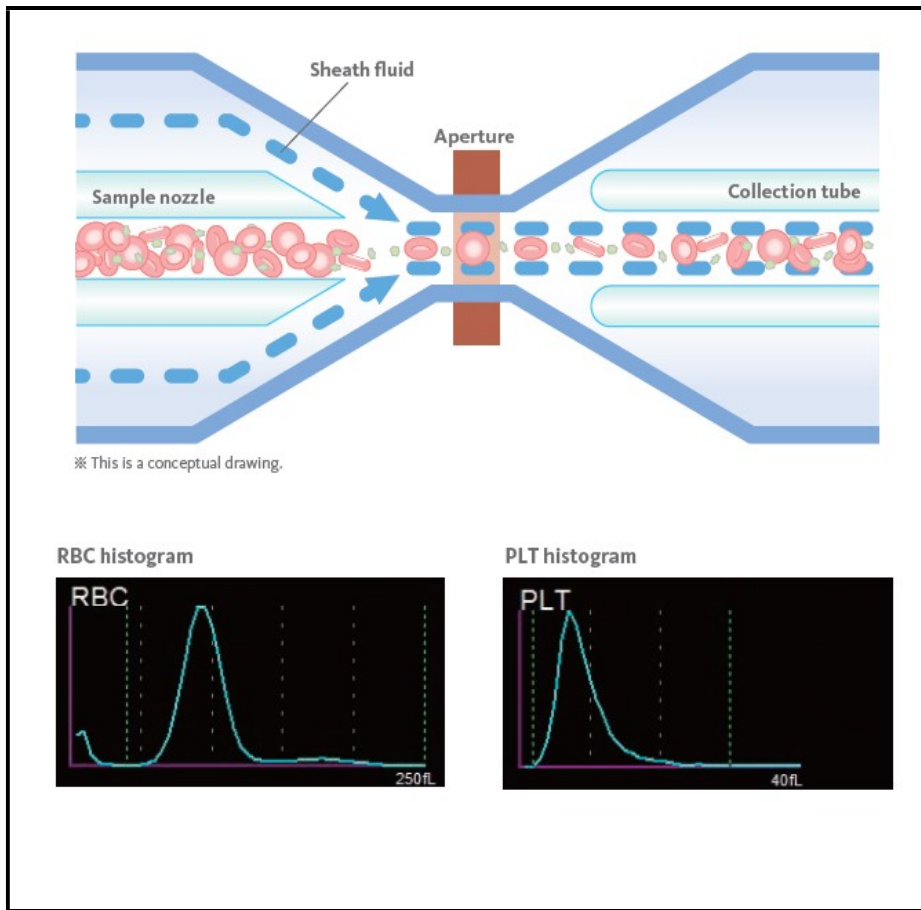 Sheath fluid
Aperture
Sample nozzle
Collection tube
※ This is a conceptual drawing.
RBC histogram
PLT histogram
RBC
PLT
250fL
40fL